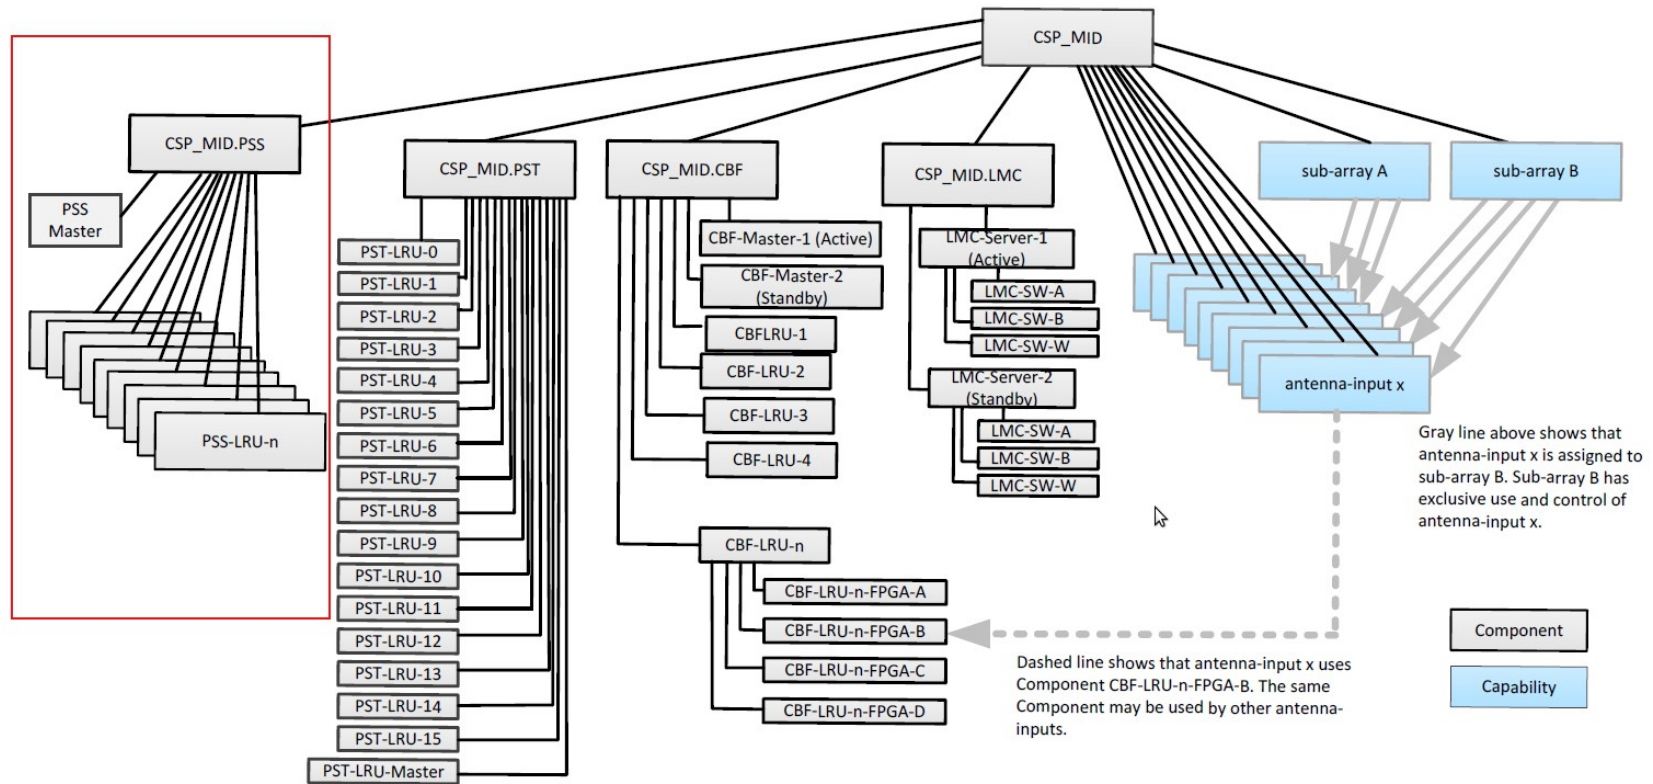 CSP_MID
CSP_MID.PSS
PSS
Master
PSS-LRU-n
CSP_MID.PST
PST-LRU-0
PST-LRU-1
PST-LRU-2
PST-LRU-3
PST-LRU-4
PST-LRU-5
PST-LRU-6
PST-LRU-7
PST-LRU-8
PST-LRU-9
PST-LRU-10
PST-LRU-11
PST-LRU-12
PST-LRU-13
PST-LRU-14
PST-LRU-15
PST-LRU-Master
CSP_MID.CBF
CBF-Master-1 (Active)
CBF-Master-2
(Standby)
CBFLRU-1
CBF-LRU-2
CBF-LRU-3
CBF-LRU-4
CBF-LRU-n
CBF-LRU-n-FPGA-A
CBF-LRU-n-FPGA-B
CBF-LRU-n-FPGA-C
CBF-LRU-n-FPGA-D
CSP_MID.LMC
LMC-Server-1
(Active)
LMC-SW-A
LMC-SW-B
LMC-SW-W
LMC-Server-2
(Standby)
LMC-SW-A
LMC-SW-B
LMC-SW-W
sub-array A
sub-array B
antenna-input x
Gray line above shows that
antenna-input x is assigned to
sub-array B. Sub-array B has
exclusive use and control of
antenna-input x.
Dashed line shows that antenna-input x uses
Component CBF-LRU-n-FPGA-B. The same
Component may be used by other antenna-
inputs.
Component
Capability